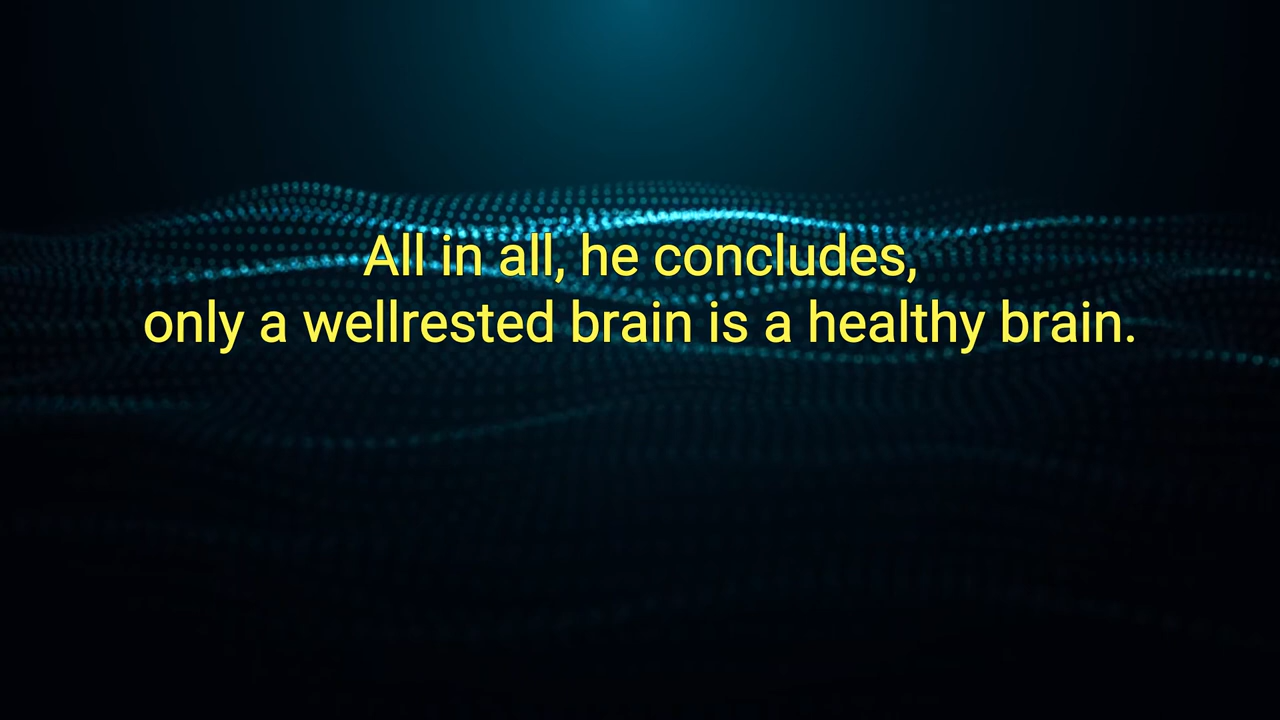 All in all, he concludes,
only a wellrested brain is a healthy brain.